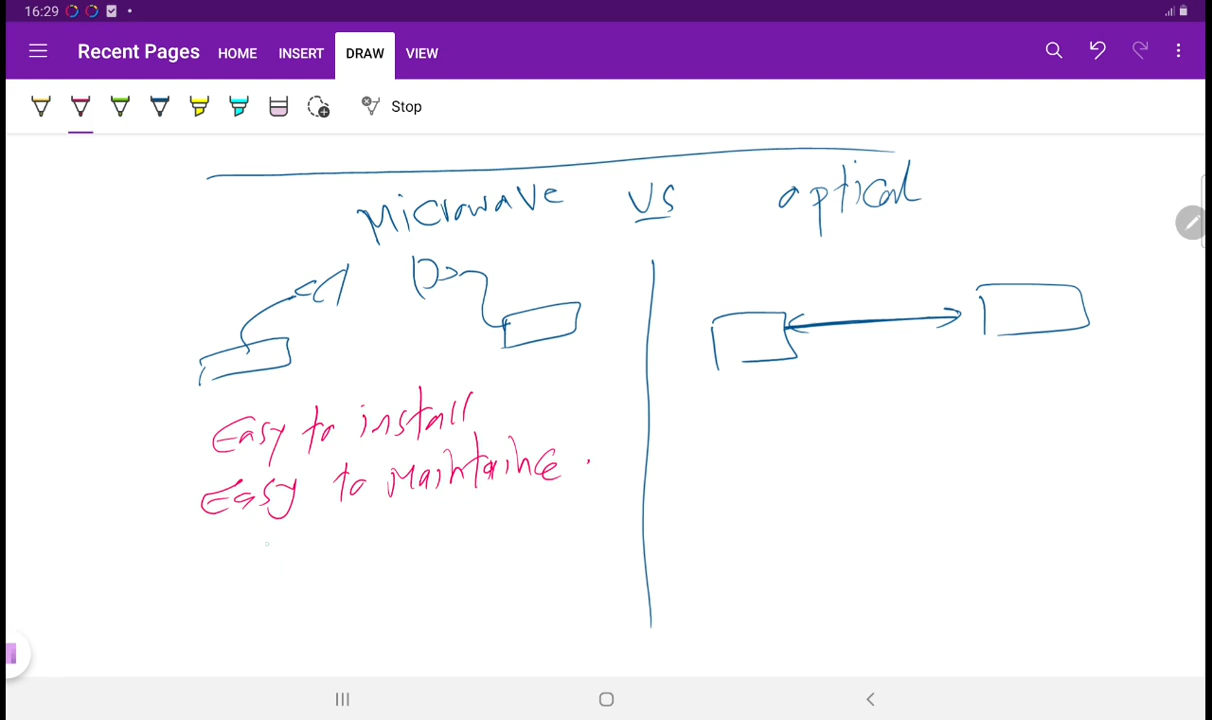 16:29
Recent Pages HOME INSERT DRAW VIEW
Stop
Microwave VS optical
Easy to install
Easy to Maintaince.